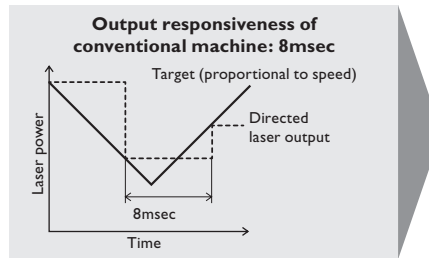 Output responsiveness of
conventional machine: 8msec
Target (proportional to speed)
Directed
laser output
Laser power
8msec
Time